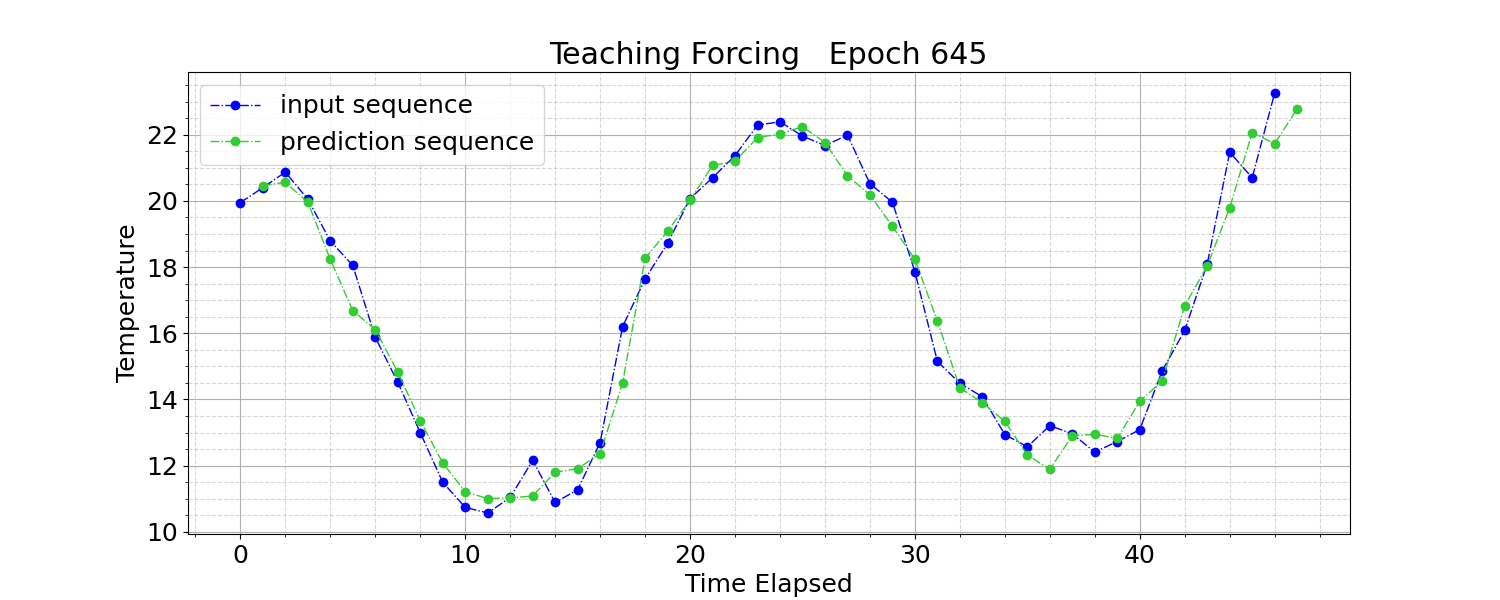 Teaching Forcing   Epoch 645
input sequence
prediction sequence
Temperature
22
20
18
16
14
12
10
0 10 20 30 40
Time Elapsed